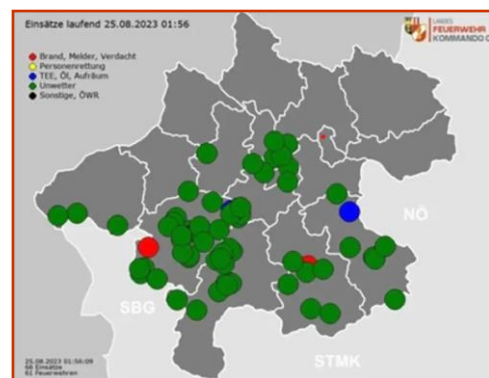 Einsätze laufend 25.08.2023 01:56
LANDES
FEUERWEHR
KOMMANDO
Brand, Melder, Verdacht
Personenrettung
TEE, Öl, Aufräum
Unwetter
Sonstige, ÖWR
NÖ
SBG
STMK
25.08.2023 01:56:09
66 Einsätze
61 Feuerwehren